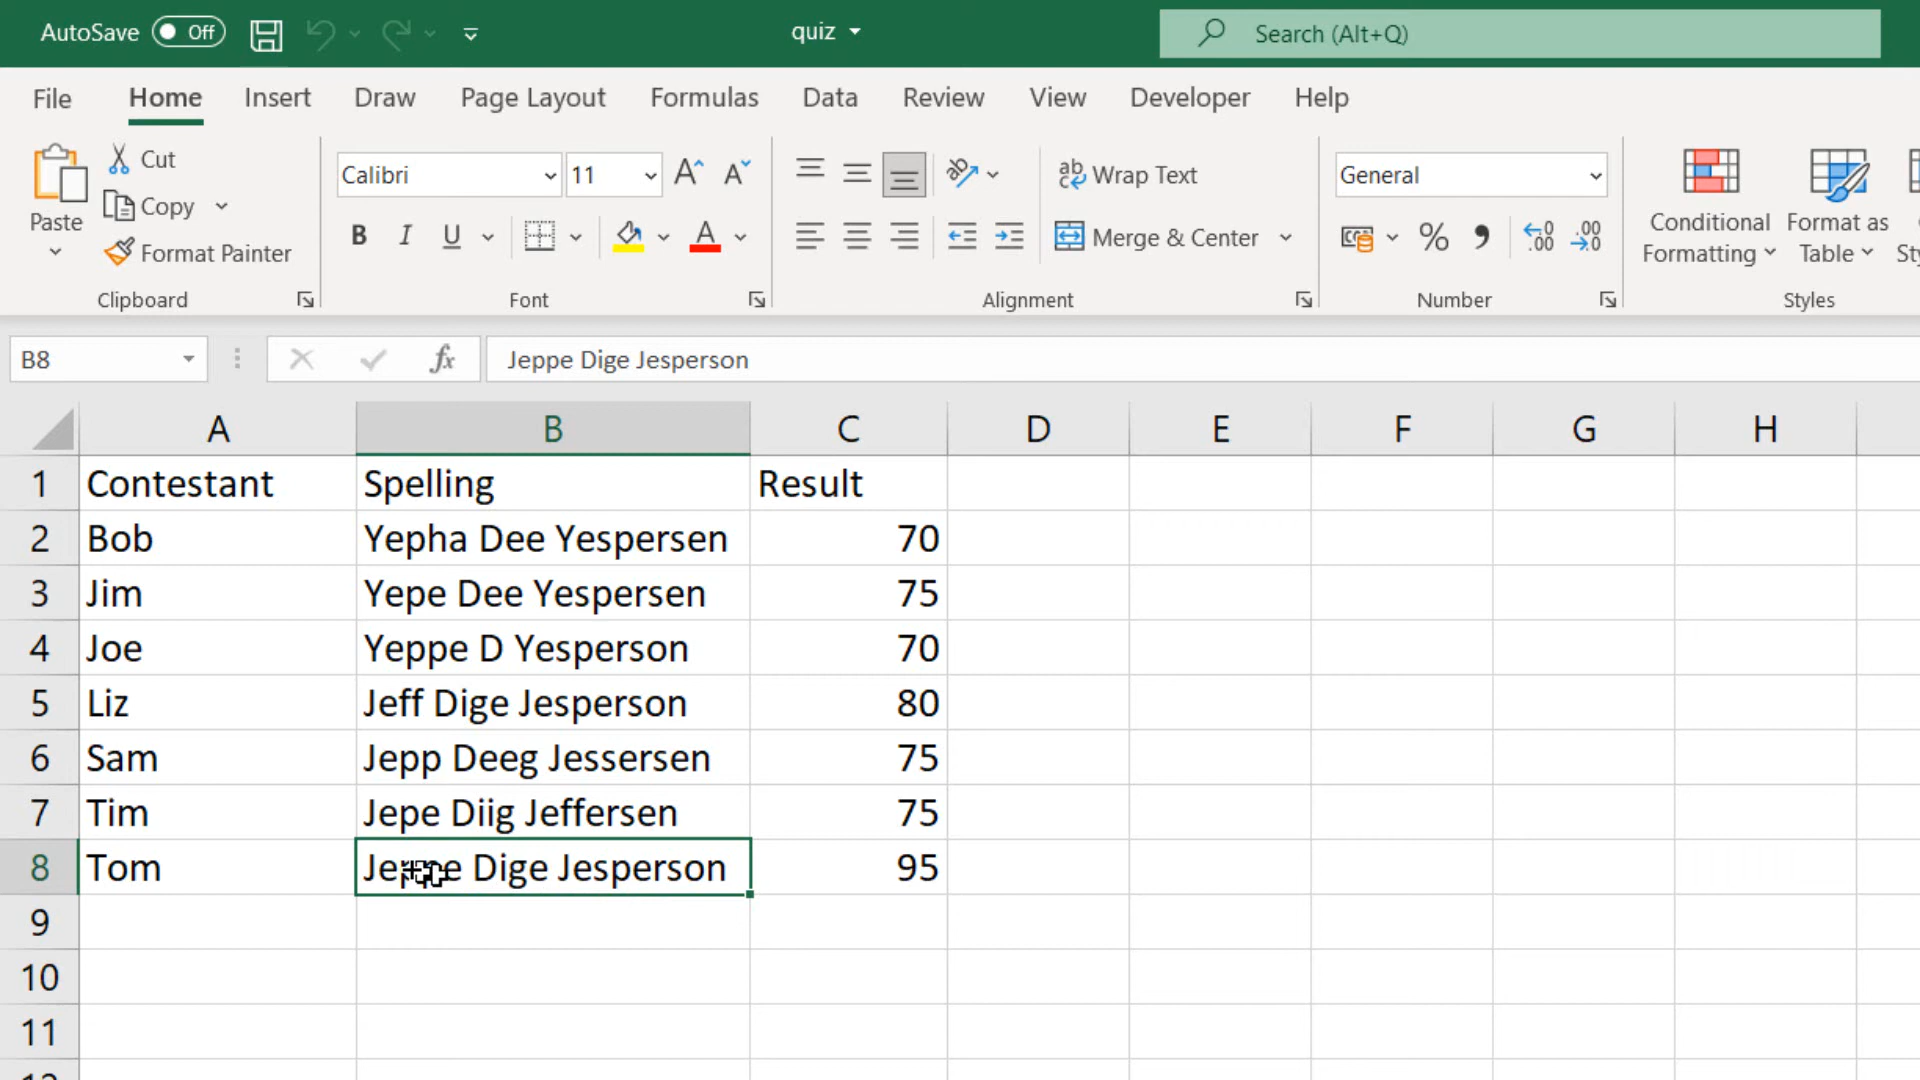 AutoSave Off quiz Search (Alt+Q)
File Home Insert Draw Page Layout Formulas Data Review View Developer Help
Paste Cut Copy Format Painter
Clipboard
Calibri 11
B I U
Font
Wrap Text
Merge & Center
Alignment
General
Number
Conditional Formatting
Format as Table
Styles
B8 fx Jeppe Dige Jesperson
A B C D E F G H
1 Contestant Spelling Result
2 Bob Yepha Dee Yespersen 70
3 Jim Yepe Dee Yespersen 75
4 Joe Yeppe D Yesperson 70
5 Liz Jeff Dige Jesperson 80
6 Sam Jepp Deeg Jessersen 75
7 Tim Jepe Diig Jeffersen 75
8 Tom Jeppe Dige Jesperson 95
9
10
11